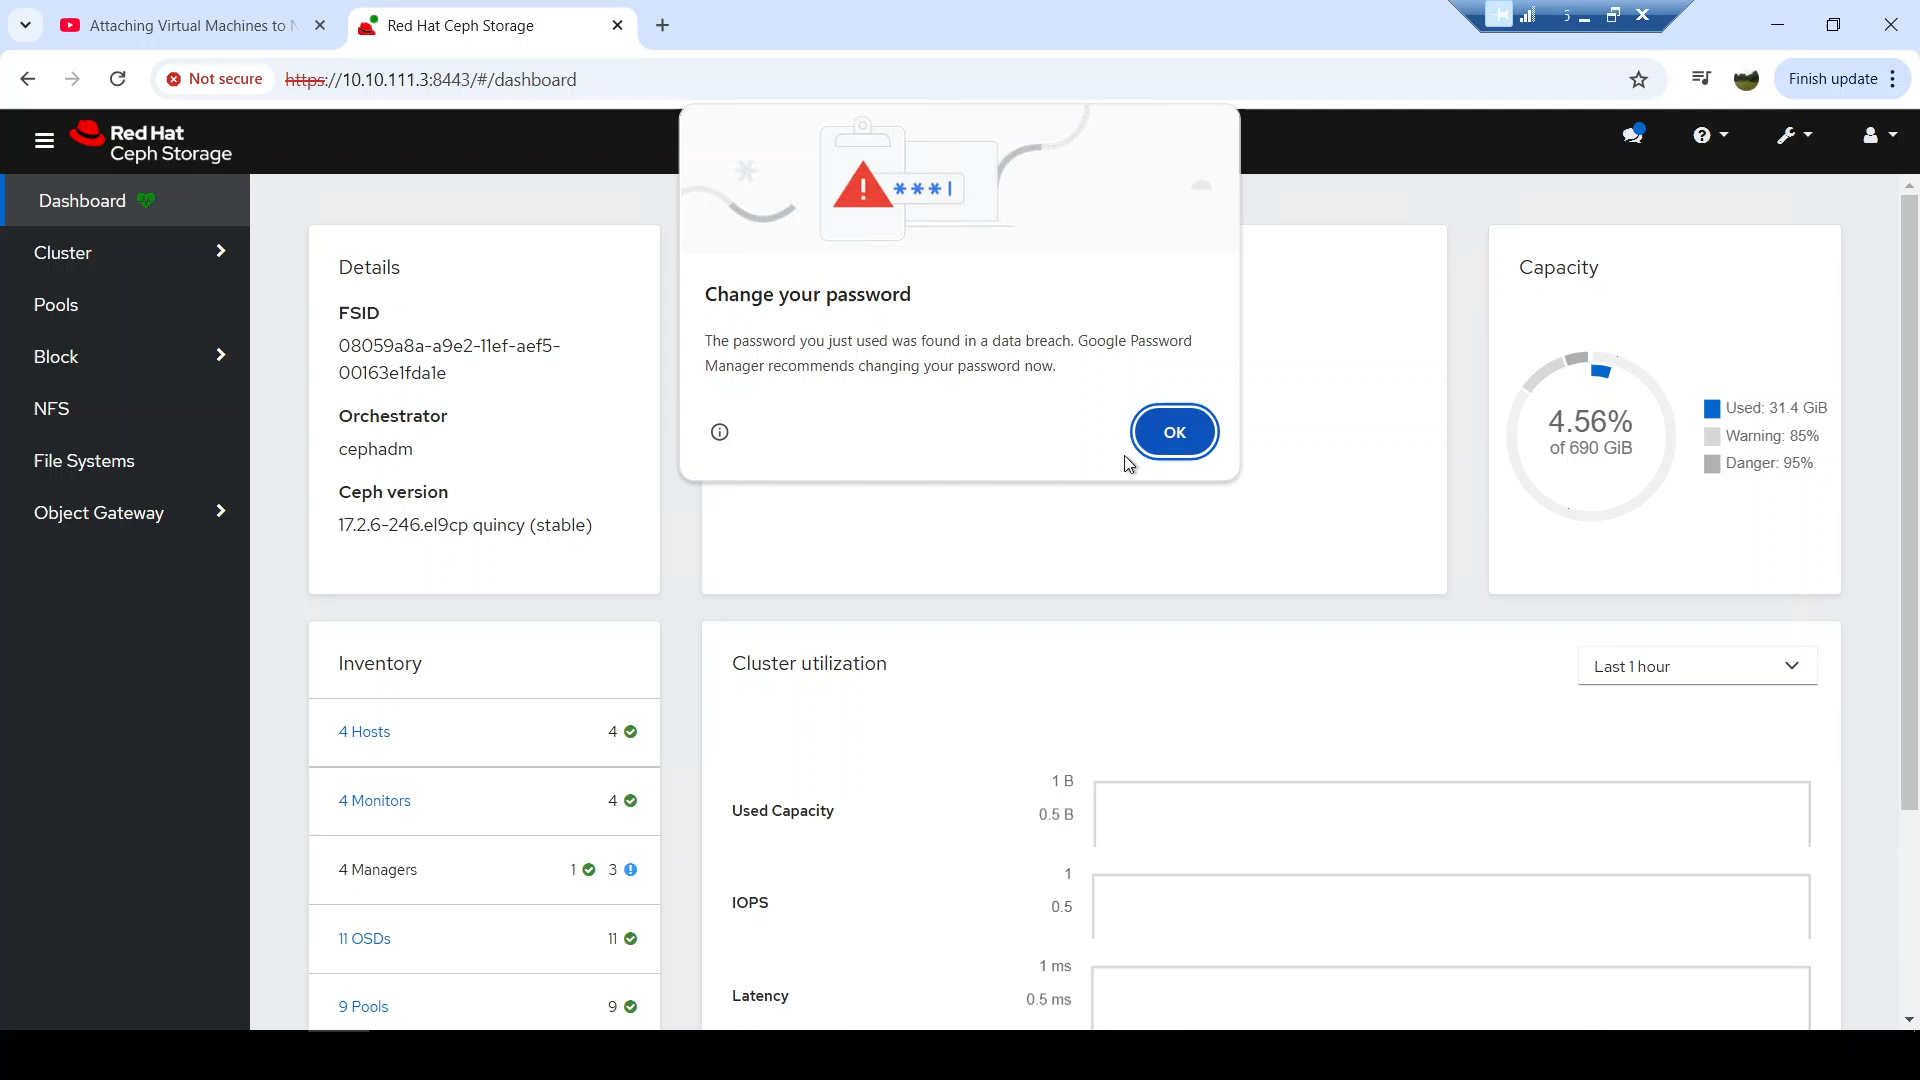 Attaching Virtual Machines to N
Red Hat Ceph Storage
5
Not secure
https://10.10.111.3:8443/#/dashboard
Finish update
Red Hat
Ceph Storage
Dashboard
Cluster
Pools
Block
NFS
File Systems
Object Gateway
Details
FSID
08059a8a-a9e2-11ef-aef5-
00163e1fda1e
Orchestrator
cephadm
Ceph version
17.2.6-246.el9cp quincy (stable)
***|
Change your password
The password you just used was found in a data breach. Google Password
Manager recommends changing your password now.
OK
Capacity
4.56%
of 690 GiB
Used: 31.4 GiB
Warning: 85%
Danger: 95%
Inventory
4 Hosts 4
4 Monitors 4
4 Managers 1 3
11 OSDs 11
9 Pools 9
Cluster utilization
Last 1 hour
Used Capacity
1 B
0.5 B
IOPS
1
0.5
Latency
1 ms
0.5 ms